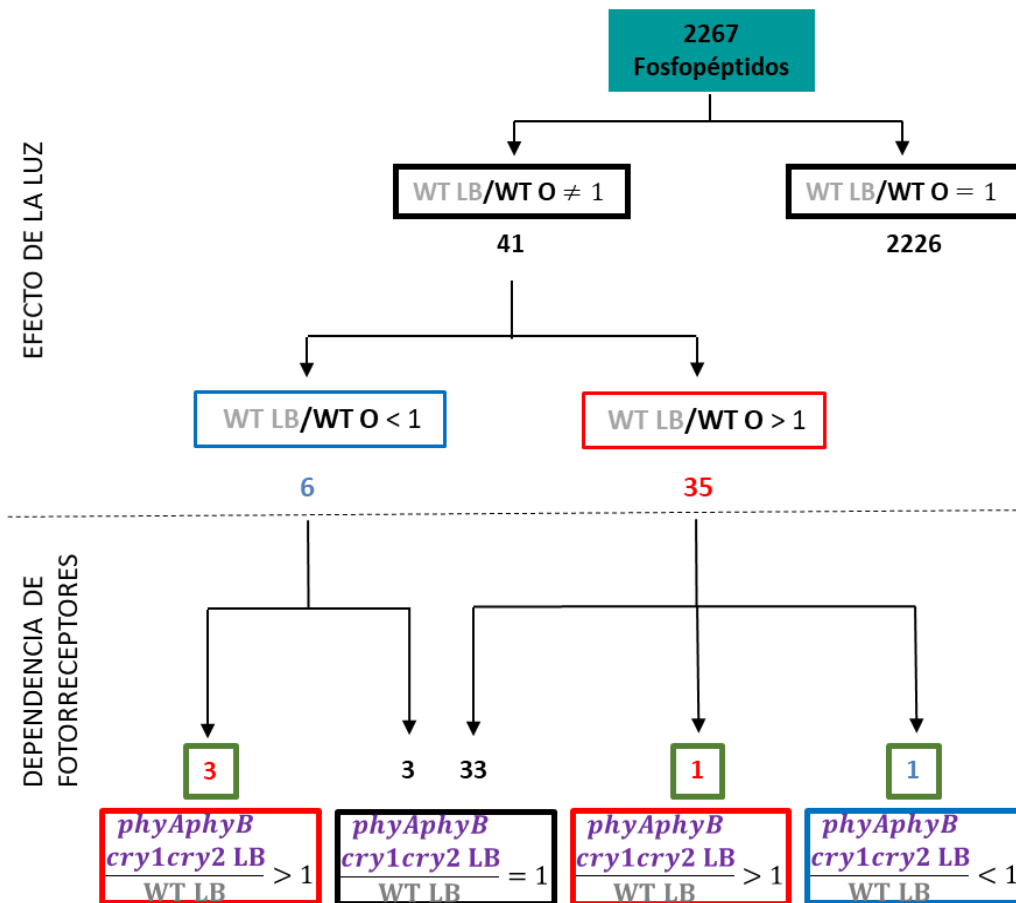 2267
Fosfopéptidos
EFECTO DE LA LUZ
WT LB/WT O ≠ 1
WT LB/WT O = 1
41
2226
WT LB/WT O < 1
WT LB/WT O > 1
6
35
DEPENDENCIA DE
FOTORRECEPTORES
3
3
33
1
1
phyAphyB
cry1cry2 LB
WT LB
> 1
phyAphyB
cry1cry2 LB
WT LB
= 1
phyAphyB
cry1cry2 LB
WT LB
> 1
phyAphyB
cry1cry2 LB
WT LB
< 1